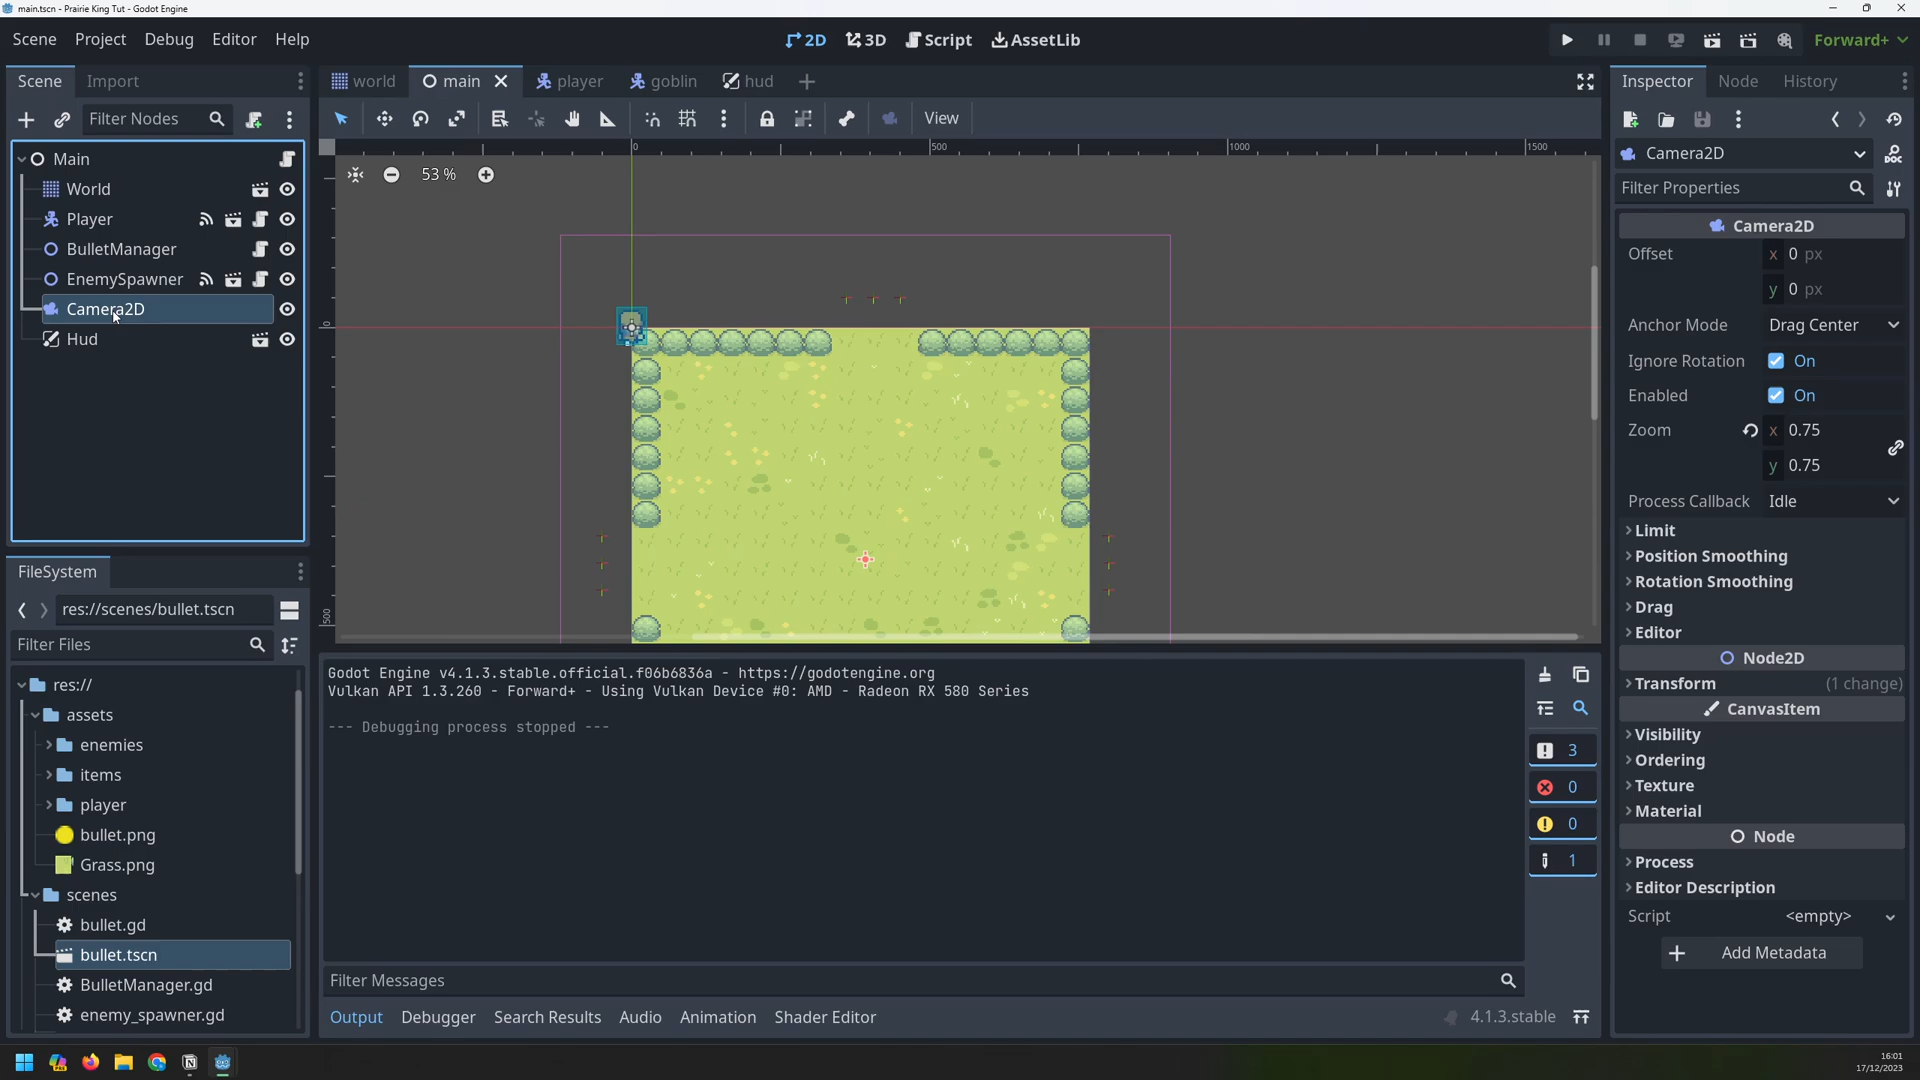 main.tscn - Prairie King Tut - Godot Engine
Scene Project Debug Editor Help
2D 3D Script AssetLib
Forward+
Scene Import
world main player goblin hud
Inspector Node History
Filter Nodes
View
Main
World
Player
BulletManager
EnemySpawner
Camera2D
Hud
0 500 1000 1500
53 %
0
500
Camera2D
Filter Properties
Camera2D
Offset x 0 px
y 0 px
Anchor Mode Drag Center
Ignore Rotation On
Enabled On
Zoom x 0.75
y 0.75
Process Callback Idle
Limit
Position Smoothing
Rotation Smoothing
Drag
Editor
Node2D
Transform (1 change)
CanvasItem
Visibility
Ordering
Texture
Material
Node
Process
Editor Description
Script <empty>
Add Metadata
FileSystem
res://scenes/bullet.tscn
Filter Files
res://
assets
enemies
items
player
bullet.png
Grass.png
scenes
bullet.gd
bullet.tscn
BulletManager.gd
enemy_spawner.gd
Godot Engine v4.1.3.stable.official.f06b6836a - https://godotengine.org
Vulkan API 1.3.260 - Forward+ - Using Vulkan Device #0: AMD - Radeon RX 580 Series
--- Debugging process stopped ---
3
0
0
1
Filter Messages
Output Debugger Search Results Audio Animation Shader Editor
4.1.3.stable
16:01
17/12/2023